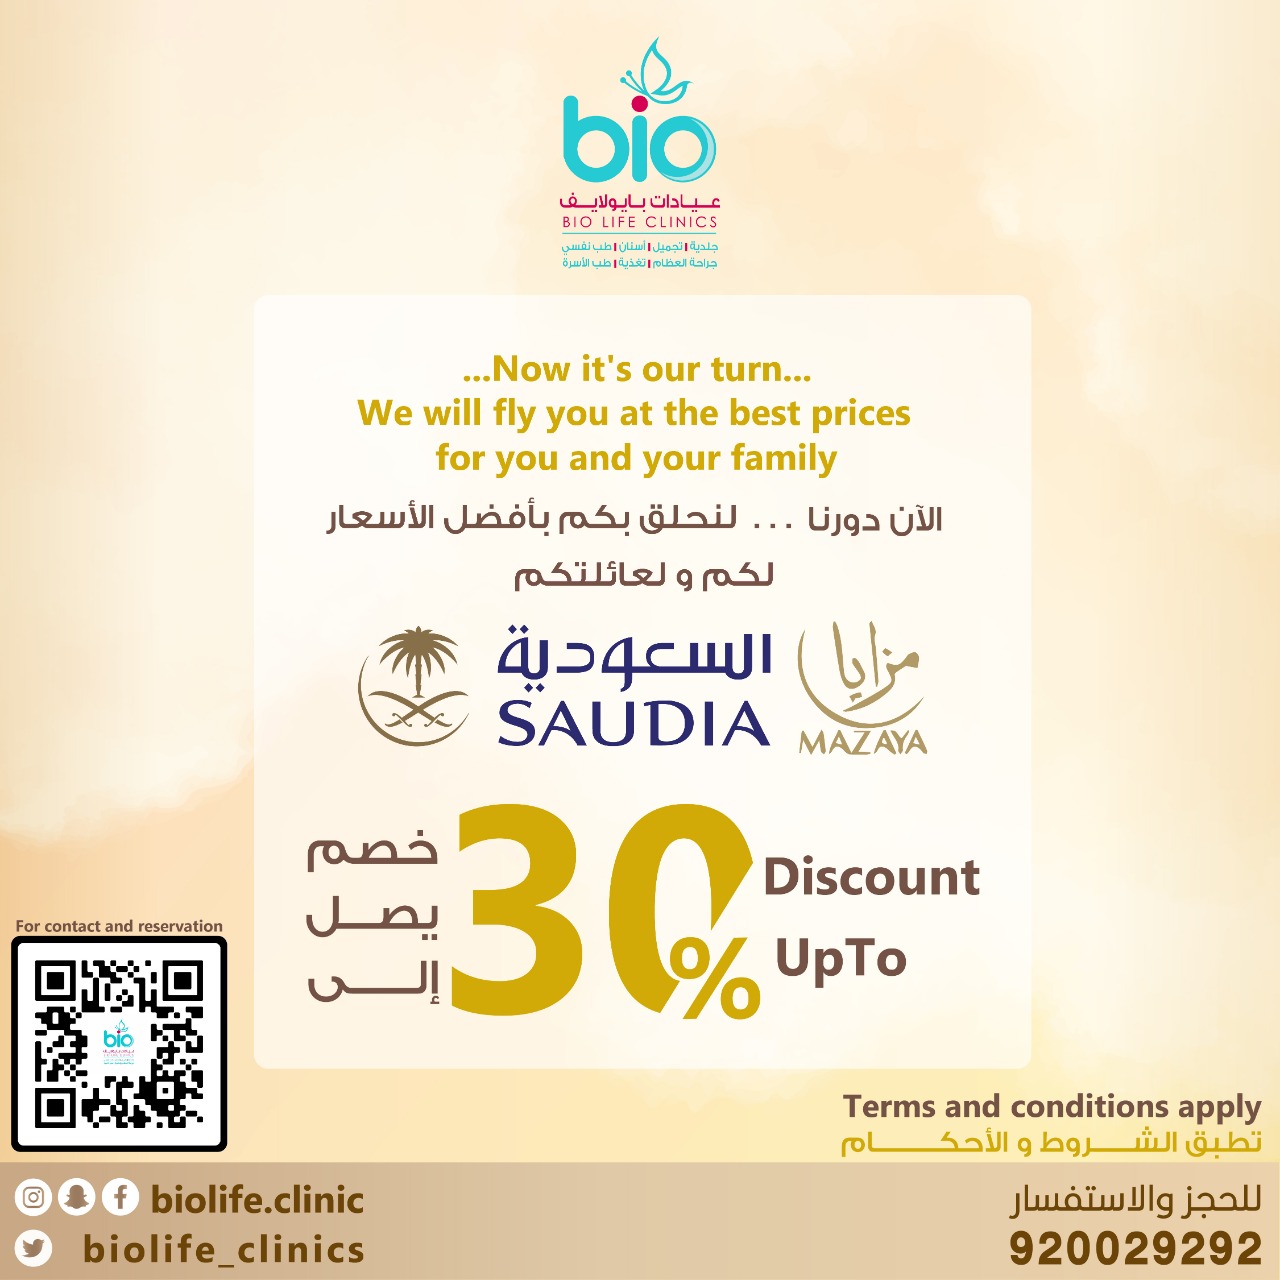 bio
عيادات بايولايف
BIO LIFE CLINICS
جلدية | تجميل | أسنان | طب نفسي
جراحة العظام | تغذية | طب الأسرة
...Now it's our turn...
We will fly you at the best prices
for you and your family
الآن دورنا ... لنحلق بكم بأفضل الأسعار
لكم و لعائلتكم
السعودية
SAUDIA
مزايا
MAZAYA
خصم
يصل
إلى
30%
Discount
UpTo
For contact and reservation
bio
Terms and conditions apply
تطبق الشروط و الأحكام
biolife.clinic
biolife_clinics
للحجز والاستفسار
920029292